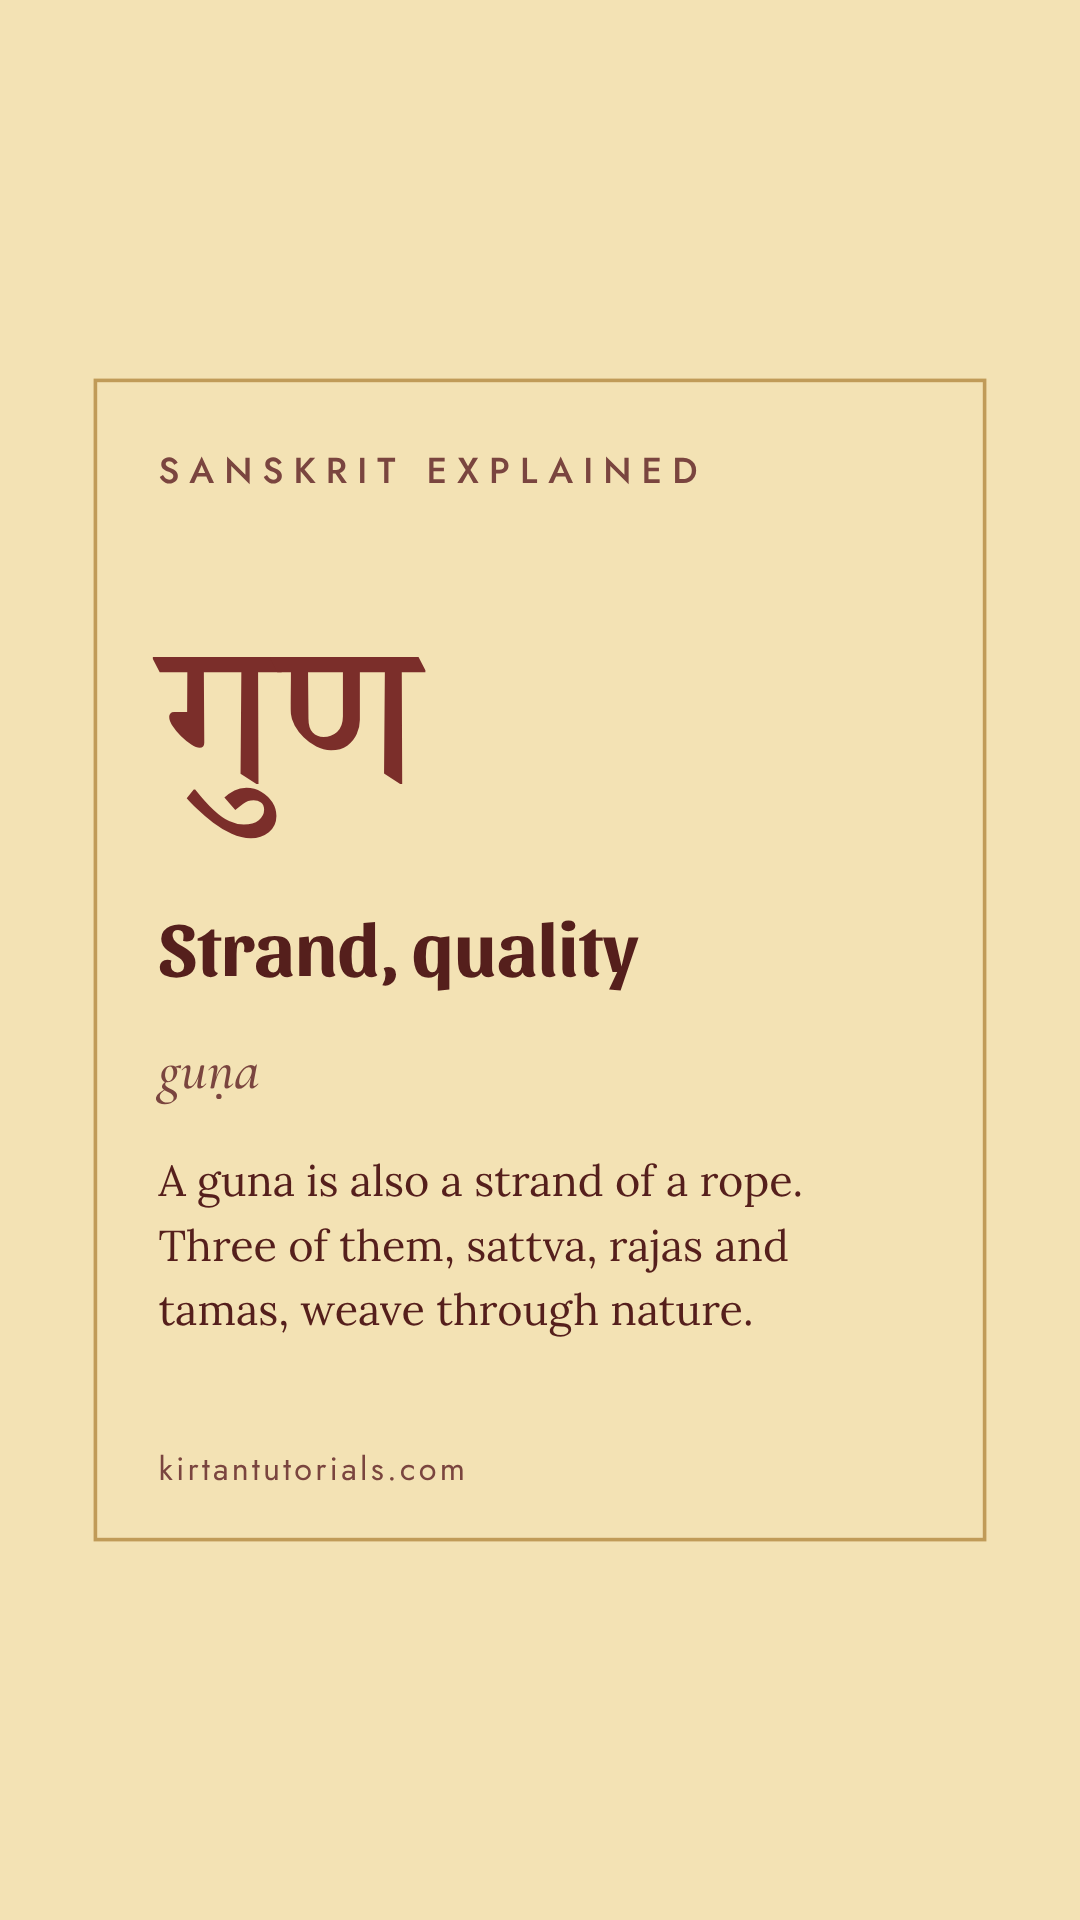 SANSKRIT EXPLAINED
गुण
Strand, quality
guṇa
A guna is also a strand of a rope.
Three of them, sattva, rajas and
tamas, weave through nature.
kirtantutorials.com